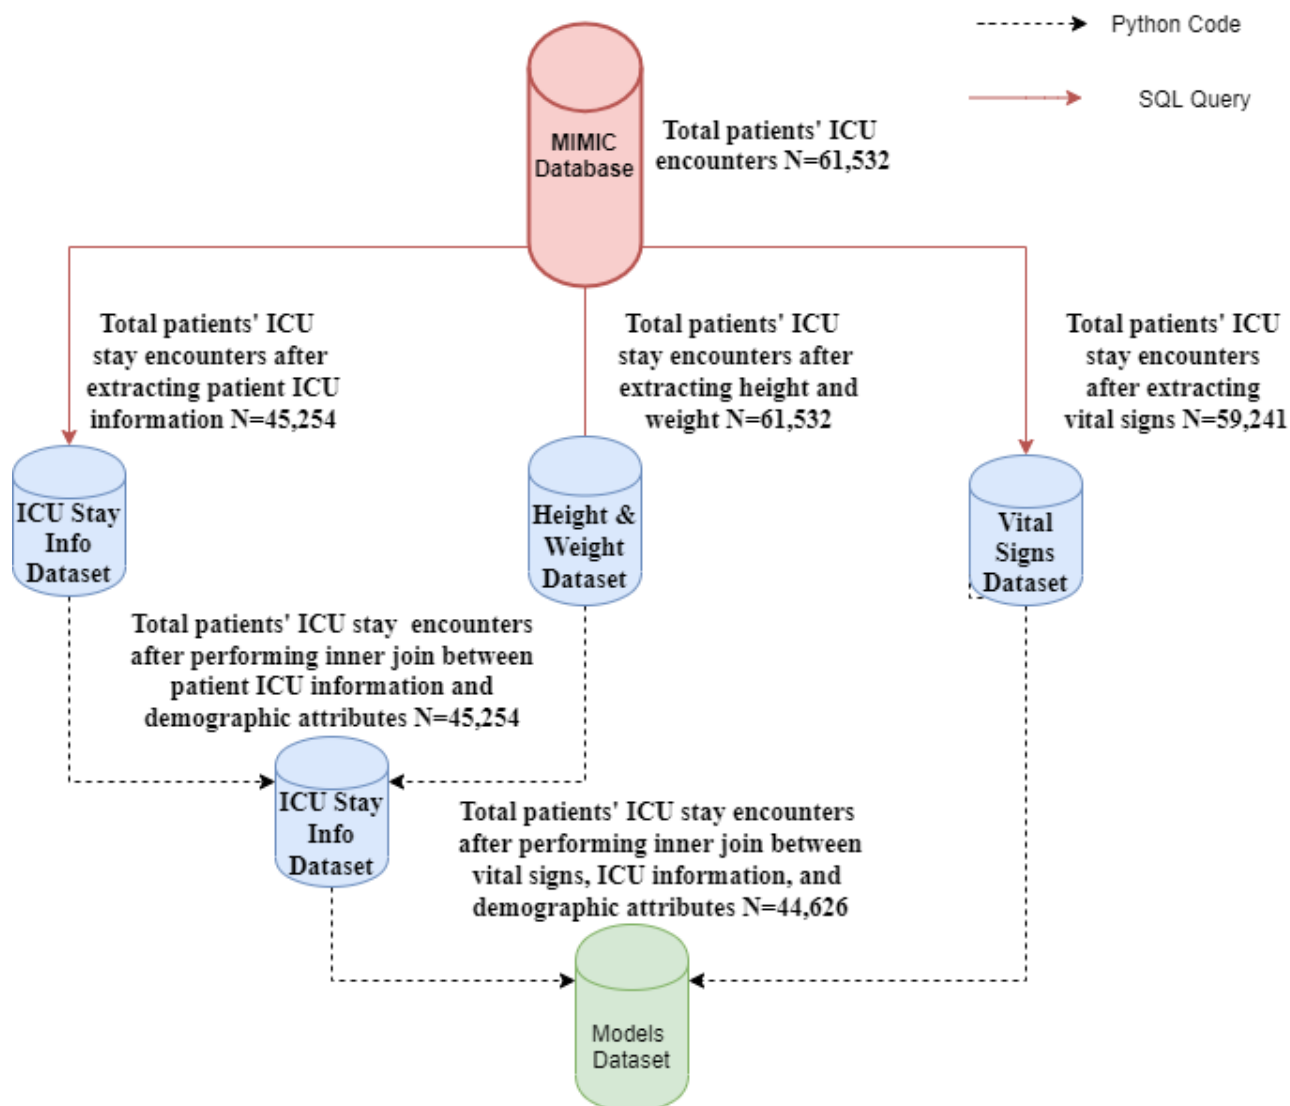 Python Code
SQL Query
MIMIC
Database
Total patients' ICU
encounters N=61,532
Total patients' ICU
stay encounters after
extracting patient ICU
information N=45,254
Total patients' ICU
stay encounters after
extracting height and
weight N=61,532
Total patients' ICU
stay encounters
after extracting
vital signs N=59,241
ICU Stay
Info
Dataset
Height &
Weight
Dataset
Vital
Signs
Dataset
Total patients' ICU stay encounters
after performing inner join between
patient ICU information and
demographic attributes N=45,254
ICU Stay
Info
Dataset
Total patients' ICU stay encounters
after performing inner join between
vital signs, ICU information, and
demographic attributes N=44,626
Models
Dataset